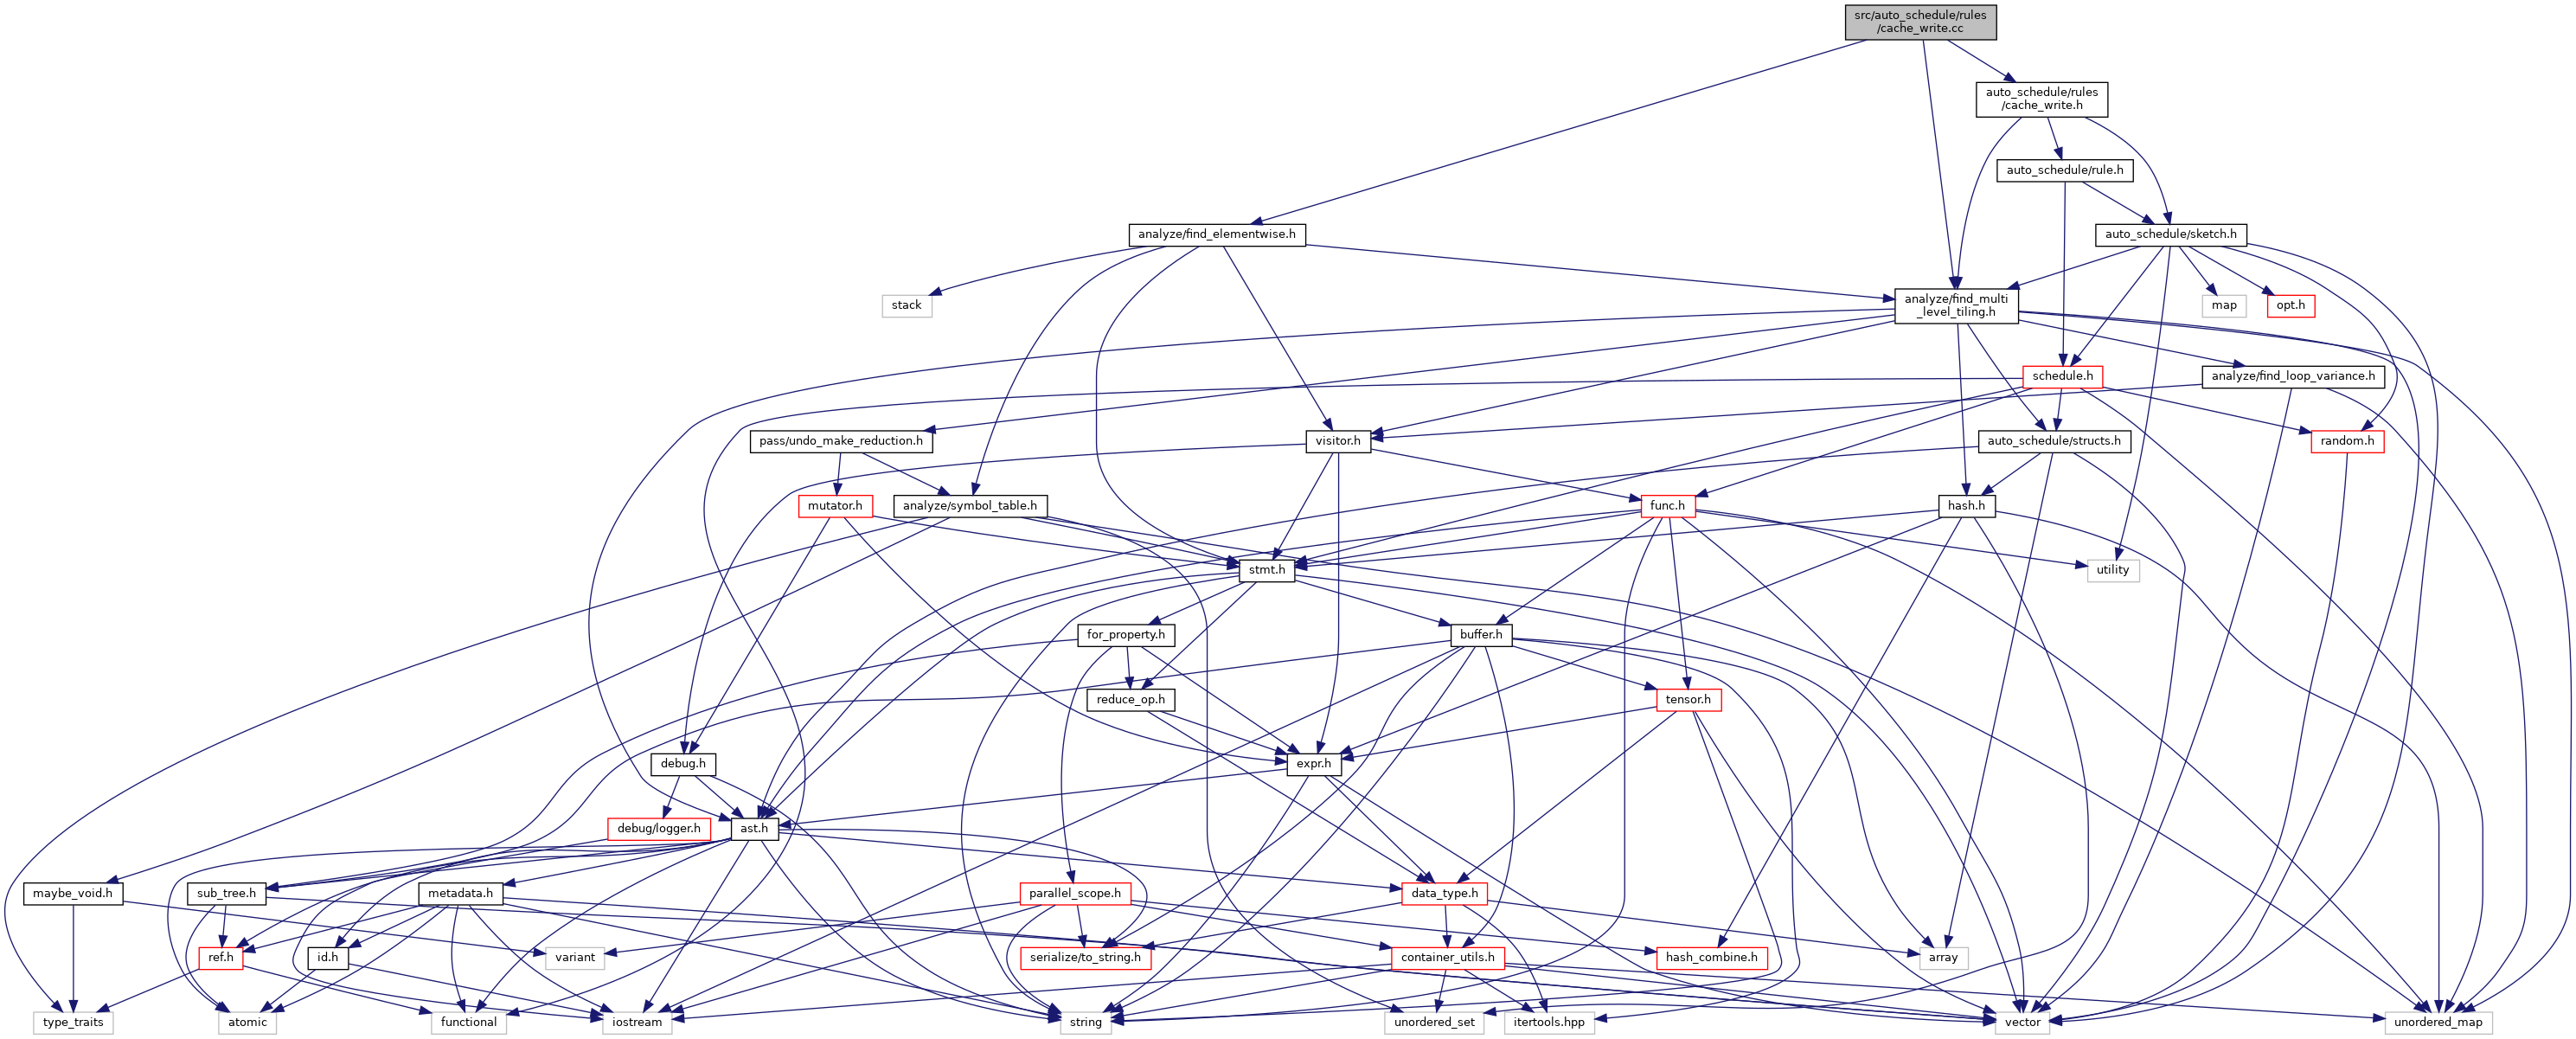 src/auto_schedule/rules
/cache_write.cc
auto_schedule/rules
/cache_write.h
auto_schedule/rule.h
analyze/find_elementwise.h
auto_schedule/sketch.h
stack
analyze/find_multi
_level_tiling.h
map
opt.h
schedule.h
analyze/find_loop_variance.h
pass/undo_make_reduction.h
visitor.h
auto_schedule/structs.h
random.h
mutator.h
analyze/symbol_table.h
func.h
hash.h
stmt.h
utility
for_property.h
buffer.h
reduce_op.h
tensor.h
debug.h
expr.h
debug/logger.h
ast.h
maybe_void.h
sub_tree.h
metadata.h
parallel_scope.h
data_type.h
ref.h
id.h
variant
serialize/to_string.h
container_utils.h
hash_combine.h
array
type_traits
atomic
functional
iostream
string
unordered_set
itertools.hpp
vector
unordered_map